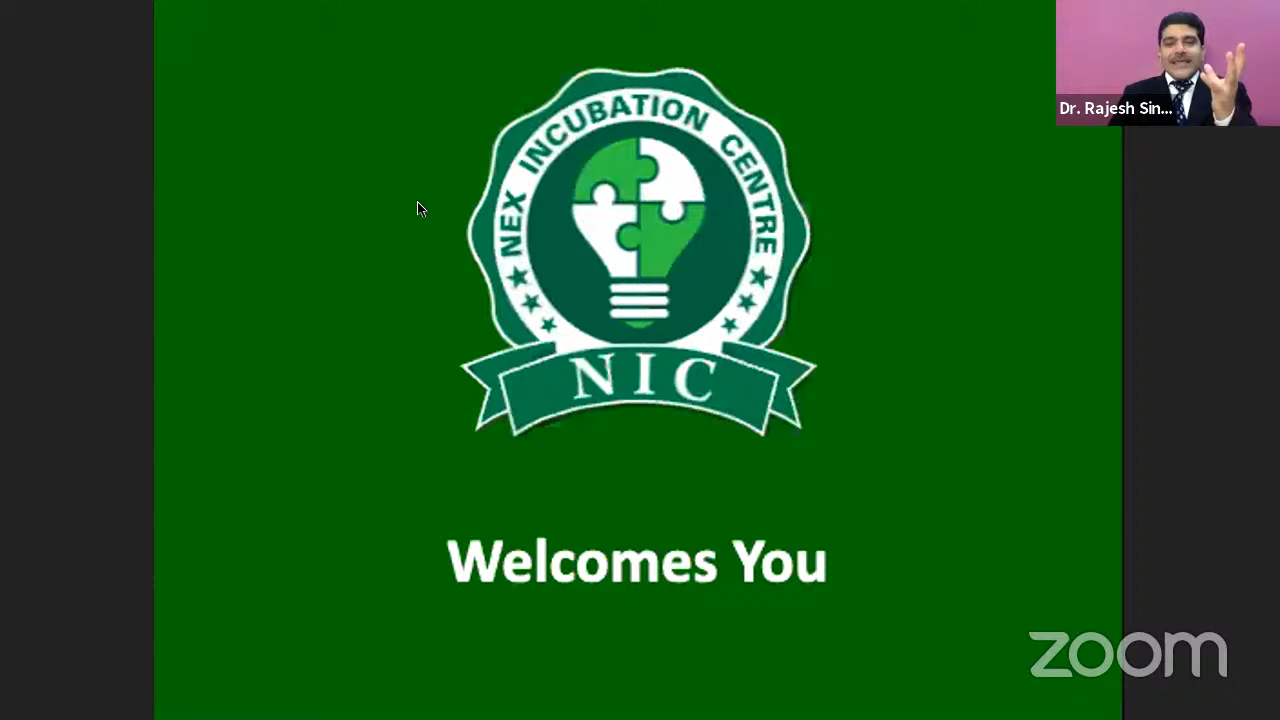 Dr. Rajesh Sin...
NEX INCUBATION CENTRE
NIC
Welcomes You
zoom